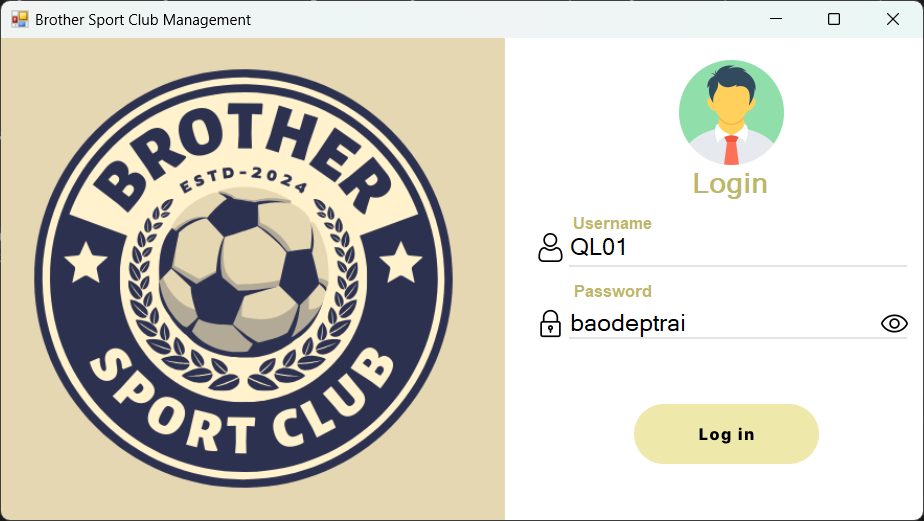 Brother Sport Club Management
BROTHER
ESTD-2024
SPORT CLUB
Login
Username
QL01
Password
baodeptrai
Log in